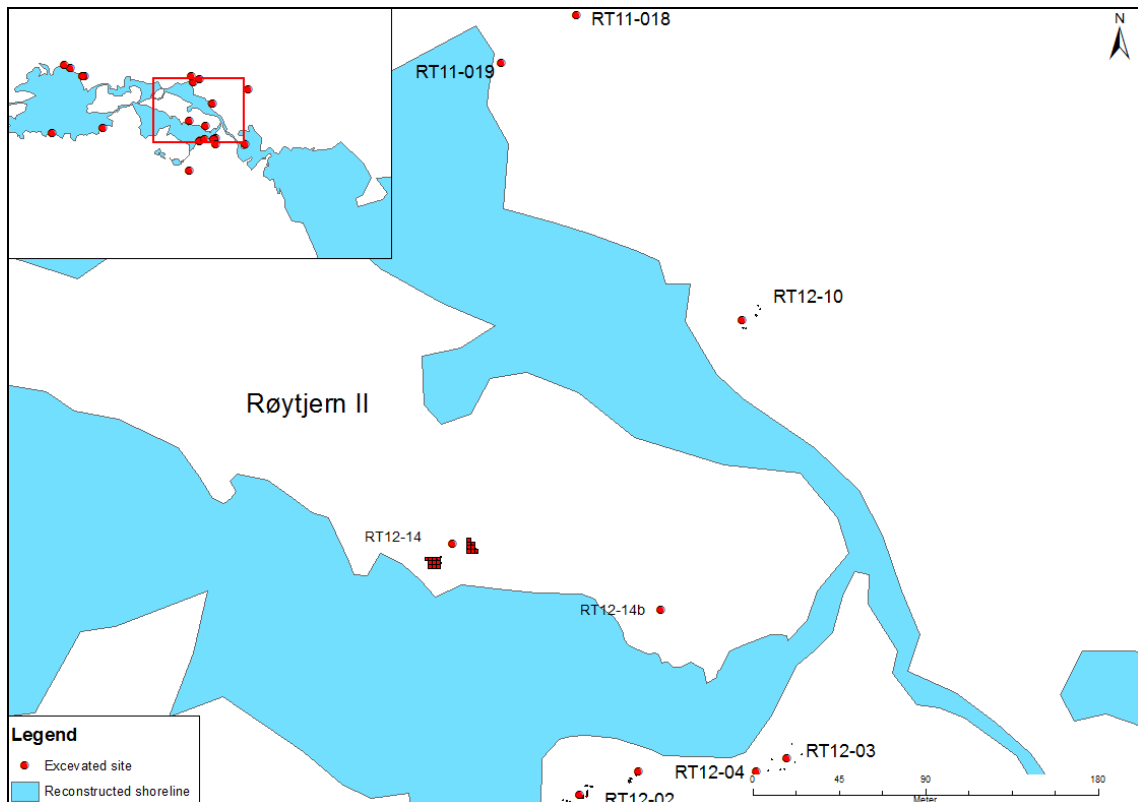 RT11-018
N
RT11-019
RT12-10
Røytjern II
RT12-14
RT12-14b
Legend
Excevated site
Reconstructed shoreline
RT12-03
RT12-04
RT12-02
0 45 90 180
Meter